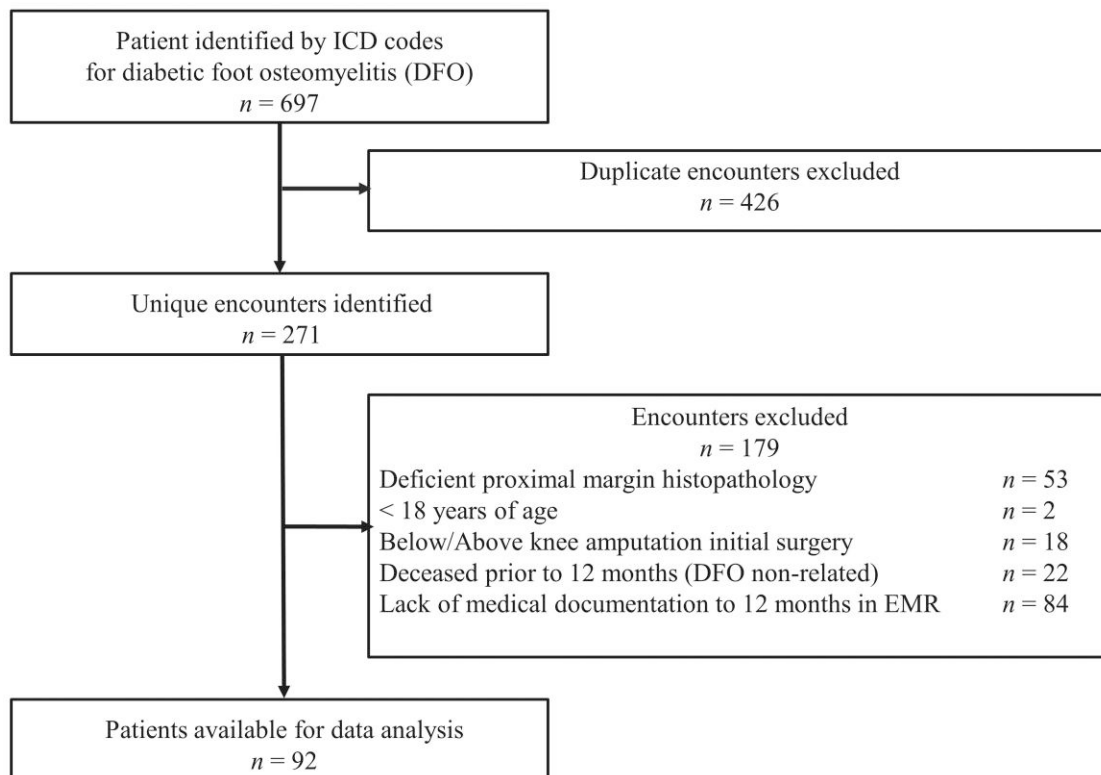 Patient identified by ICD codes
for diabetic foot osteomyelitis (DFO)
n = 697
Duplicate encounters excluded
n = 426
Unique encounters identified
n = 271
Encounters excluded
n = 179
Deficient proximal margin histopathology n = 53
< 18 years of age n = 2
Below/Above knee amputation initial surgery n = 18
Deceased prior to 12 months (DFO non-related) n = 22
Lack of medical documentation to 12 months in EMR n = 84
Patients available for data analysis
n = 92